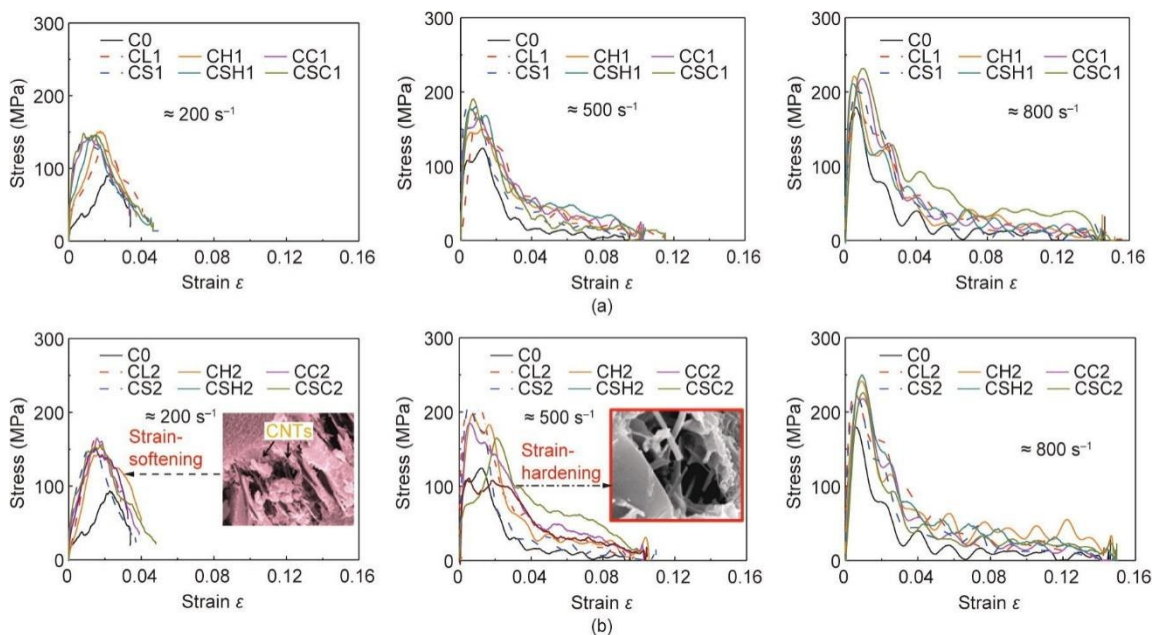 300
C0
CL1 CH1 CC1
CS1 CSH1 CSC1
≈ 200 s⁻¹
200
100
0
Stress (MPa)
0 0.04 0.08 0.12 0.16
Strain ε
300
C0
CL1 CH1 CC1
CS1 CSH1 CSC1
≈ 500 s⁻¹
200
100
0
Stress (MPa)
0 0.04 0.08 0.12 0.16
Strain ε
300
C0
CL1 CH1 CC1
CS1 CSH1 CSC1
≈ 800 s⁻¹
200
100
0
Stress (MPa)
0 0.04 0.08 0.12 0.16
Strain ε
(a)
300
C0
CL2 CH2 CC2
CS2 CSH2 CSC2
≈ 200 s⁻¹
200
Strain-
softening
CNTs
100
0
Stress (MPa)
0 0.04 0.08 0.12 0.16
Strain ε
300
C0
CL2 CH2 CC2
CS2 CSH2 CSC2
≈ 500 s⁻¹
200
Strain-
hardening
100
0
Stress (MPa)
0 0.04 0.08 0.12 0.16
Strain ε
300
C0
CL2 CH2 CC2
CS2 CSH2 CSC2
≈ 800 s⁻¹
200
100
0
Stress (MPa)
0 0.04 0.08 0.12 0.16
Strain ε
(b)